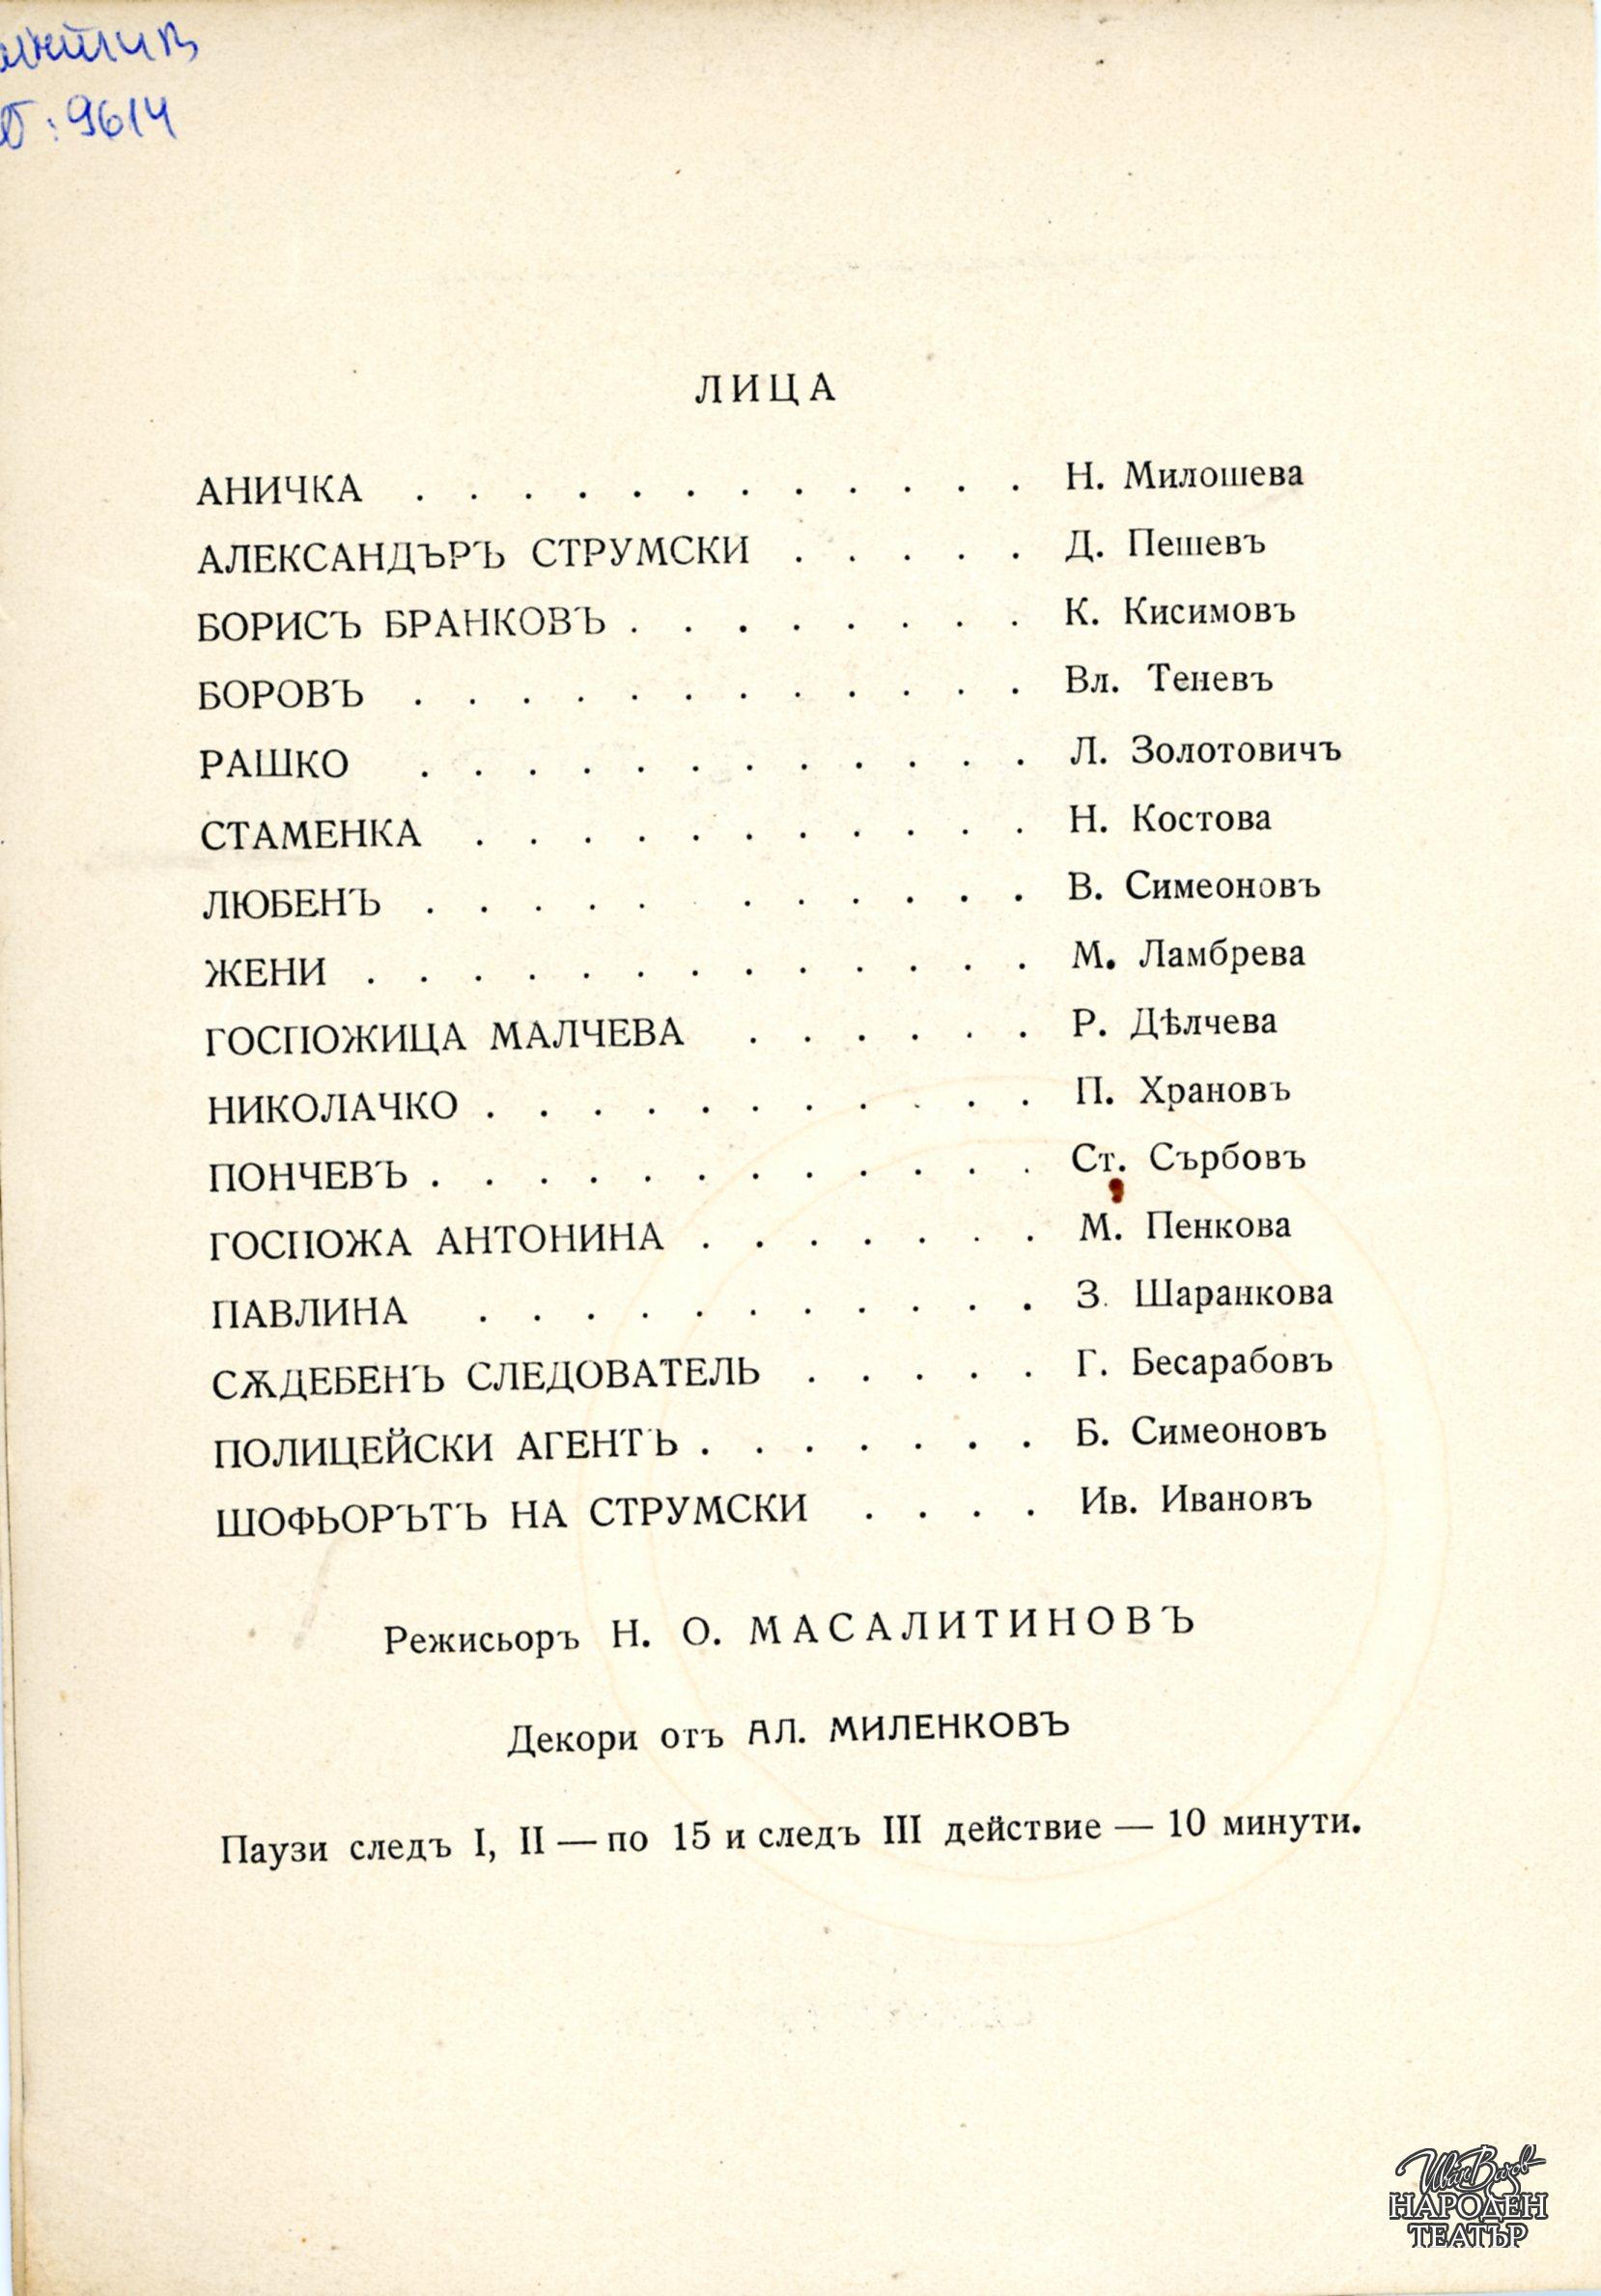 : 9614
ЛИЦА
АНИЧКА . . . . . . . . . . . . Н. Милошева
АЛЕКСАНДЪРЪ СТРУМСКИ . . . . . Д. Пешевъ
БОРИСЪ БРАНКОВЪ . . . . . . . . К. Кисимовъ
БОРОВЪ . . . . . . . . . . . . Вл. Теневъ
РАШКО . . . . . . . . . . . . Л. Золотовичъ
СТАМЕНКА . . . . . . . . . . . Н. Костова
ЛЮБЕНЪ . . . . . . . . . . . В. Симеоновъ
ЖЕНИ . . . . . . . . . . . . . М. Ламбрева
ГОСПОЖИЦА МАЛЧЕВА . . . . . . Р. Дѣлчева
НИКОЛАЧКО . . . . . . . . . . . П. Храновъ
ПОНЧЕВЪ . . . . . . . . . . . . Ст. Сърбовъ
ГОСПОЖА АНТОНИНА . . . . . . . М. Пенкова
ПАВЛИНА . . . . . . . . . . . З. Шаранкова
СѪДЕБЕНЪ СЛЕДОВАТЕЛЬ . . . . . Г. Бесарабовъ
ПОЛИЦЕЙСКИ АГЕНТЪ . . . . . . . Б. Симеоновъ
ШОФЬОРЪТЪ НА СТРУМСКИ . . . . Ив. Ивановъ
Режисьоръ Н. О. МАСАЛИТИНОВЪ
Декори отъ АЛ. МИЛЕНКОВЪ
Паузи следъ I, II — по 15 и следъ III действие — 10 минути.
Иван Вазов
НАРОДЕН
ТЕАТЪР